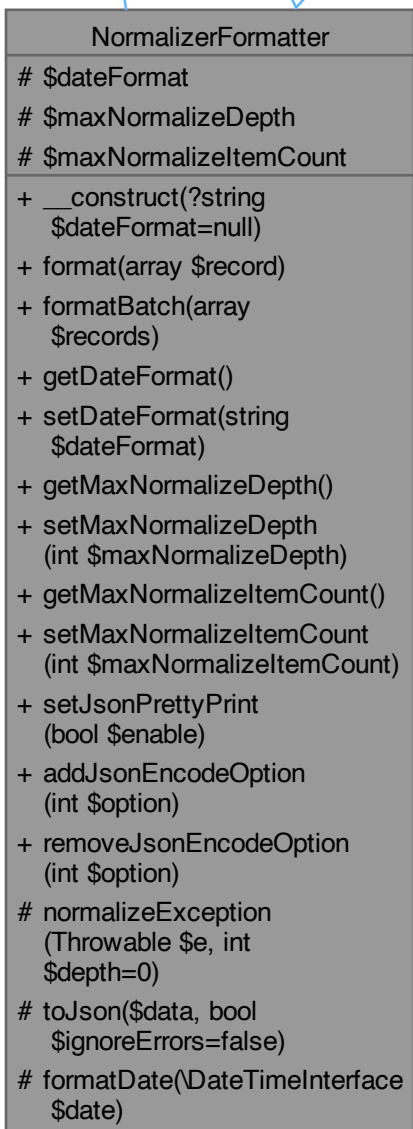 NormalizerFormatter
# $dateFormat
# $maxNormalizeDepth
# $maxNormalizeItemCount
+ __construct(?string
$dateFormat=null)
+ format(array $record)
+ formatBatch(array
$records)
+ getDateFormat()
+ setDateFormat(string
$dateFormat)
+ getMaxNormalizeDepth()
+ setMaxNormalizeDepth
(int $maxNormalizeDepth)
+ getMaxNormalizeItemCount()
+ setMaxNormalizeItemCount
(int $maxNormalizeItemCount)
+ setJsonPrettyPrint
(bool $enable)
+ addJsonEncodeOption
(int $option)
+ removeJsonEncodeOption
(int $option)
# normalizeException
(Throwable $e, int
$depth=0)
# toJson($data, bool
$ignoreErrors=false)
# formatDate(\DateTimeInterface
$date)